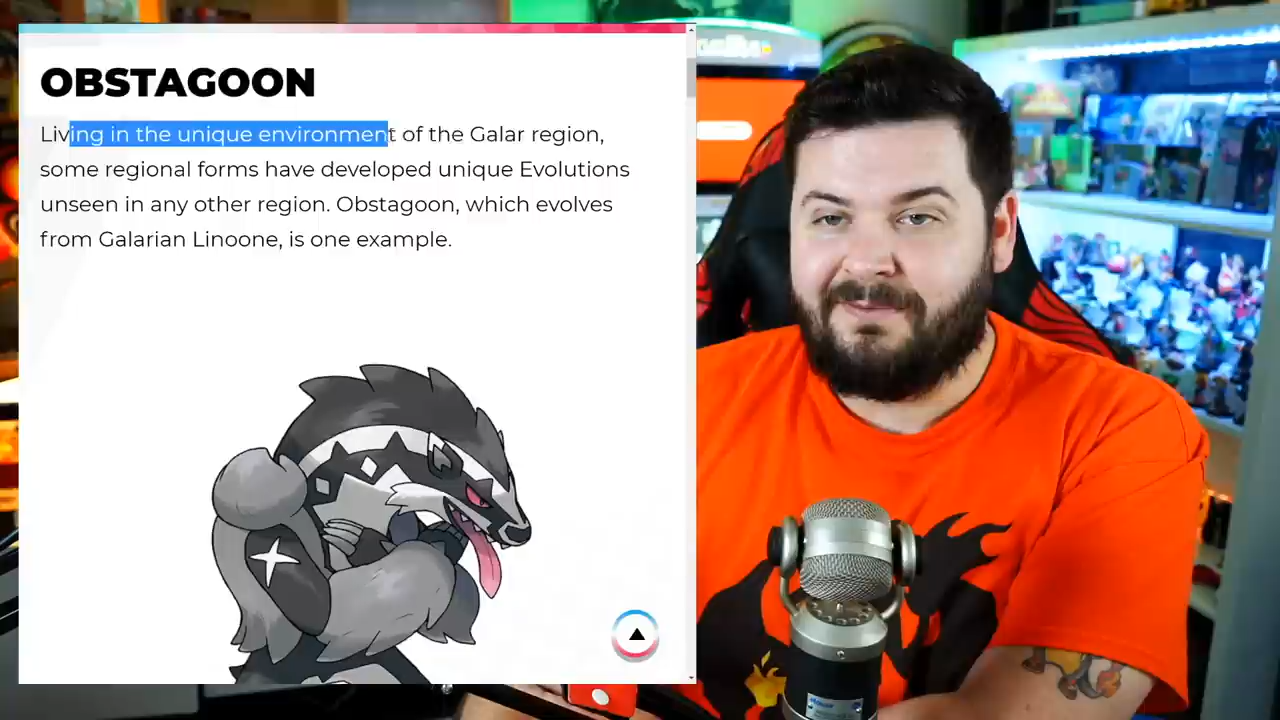 OBSTAGOON
Living in the unique environment of the Galar region,
some regional forms have developed unique Evolutions
unseen in any other region. Obstagoon, which evolves
from Galarian Linoone, is one example.